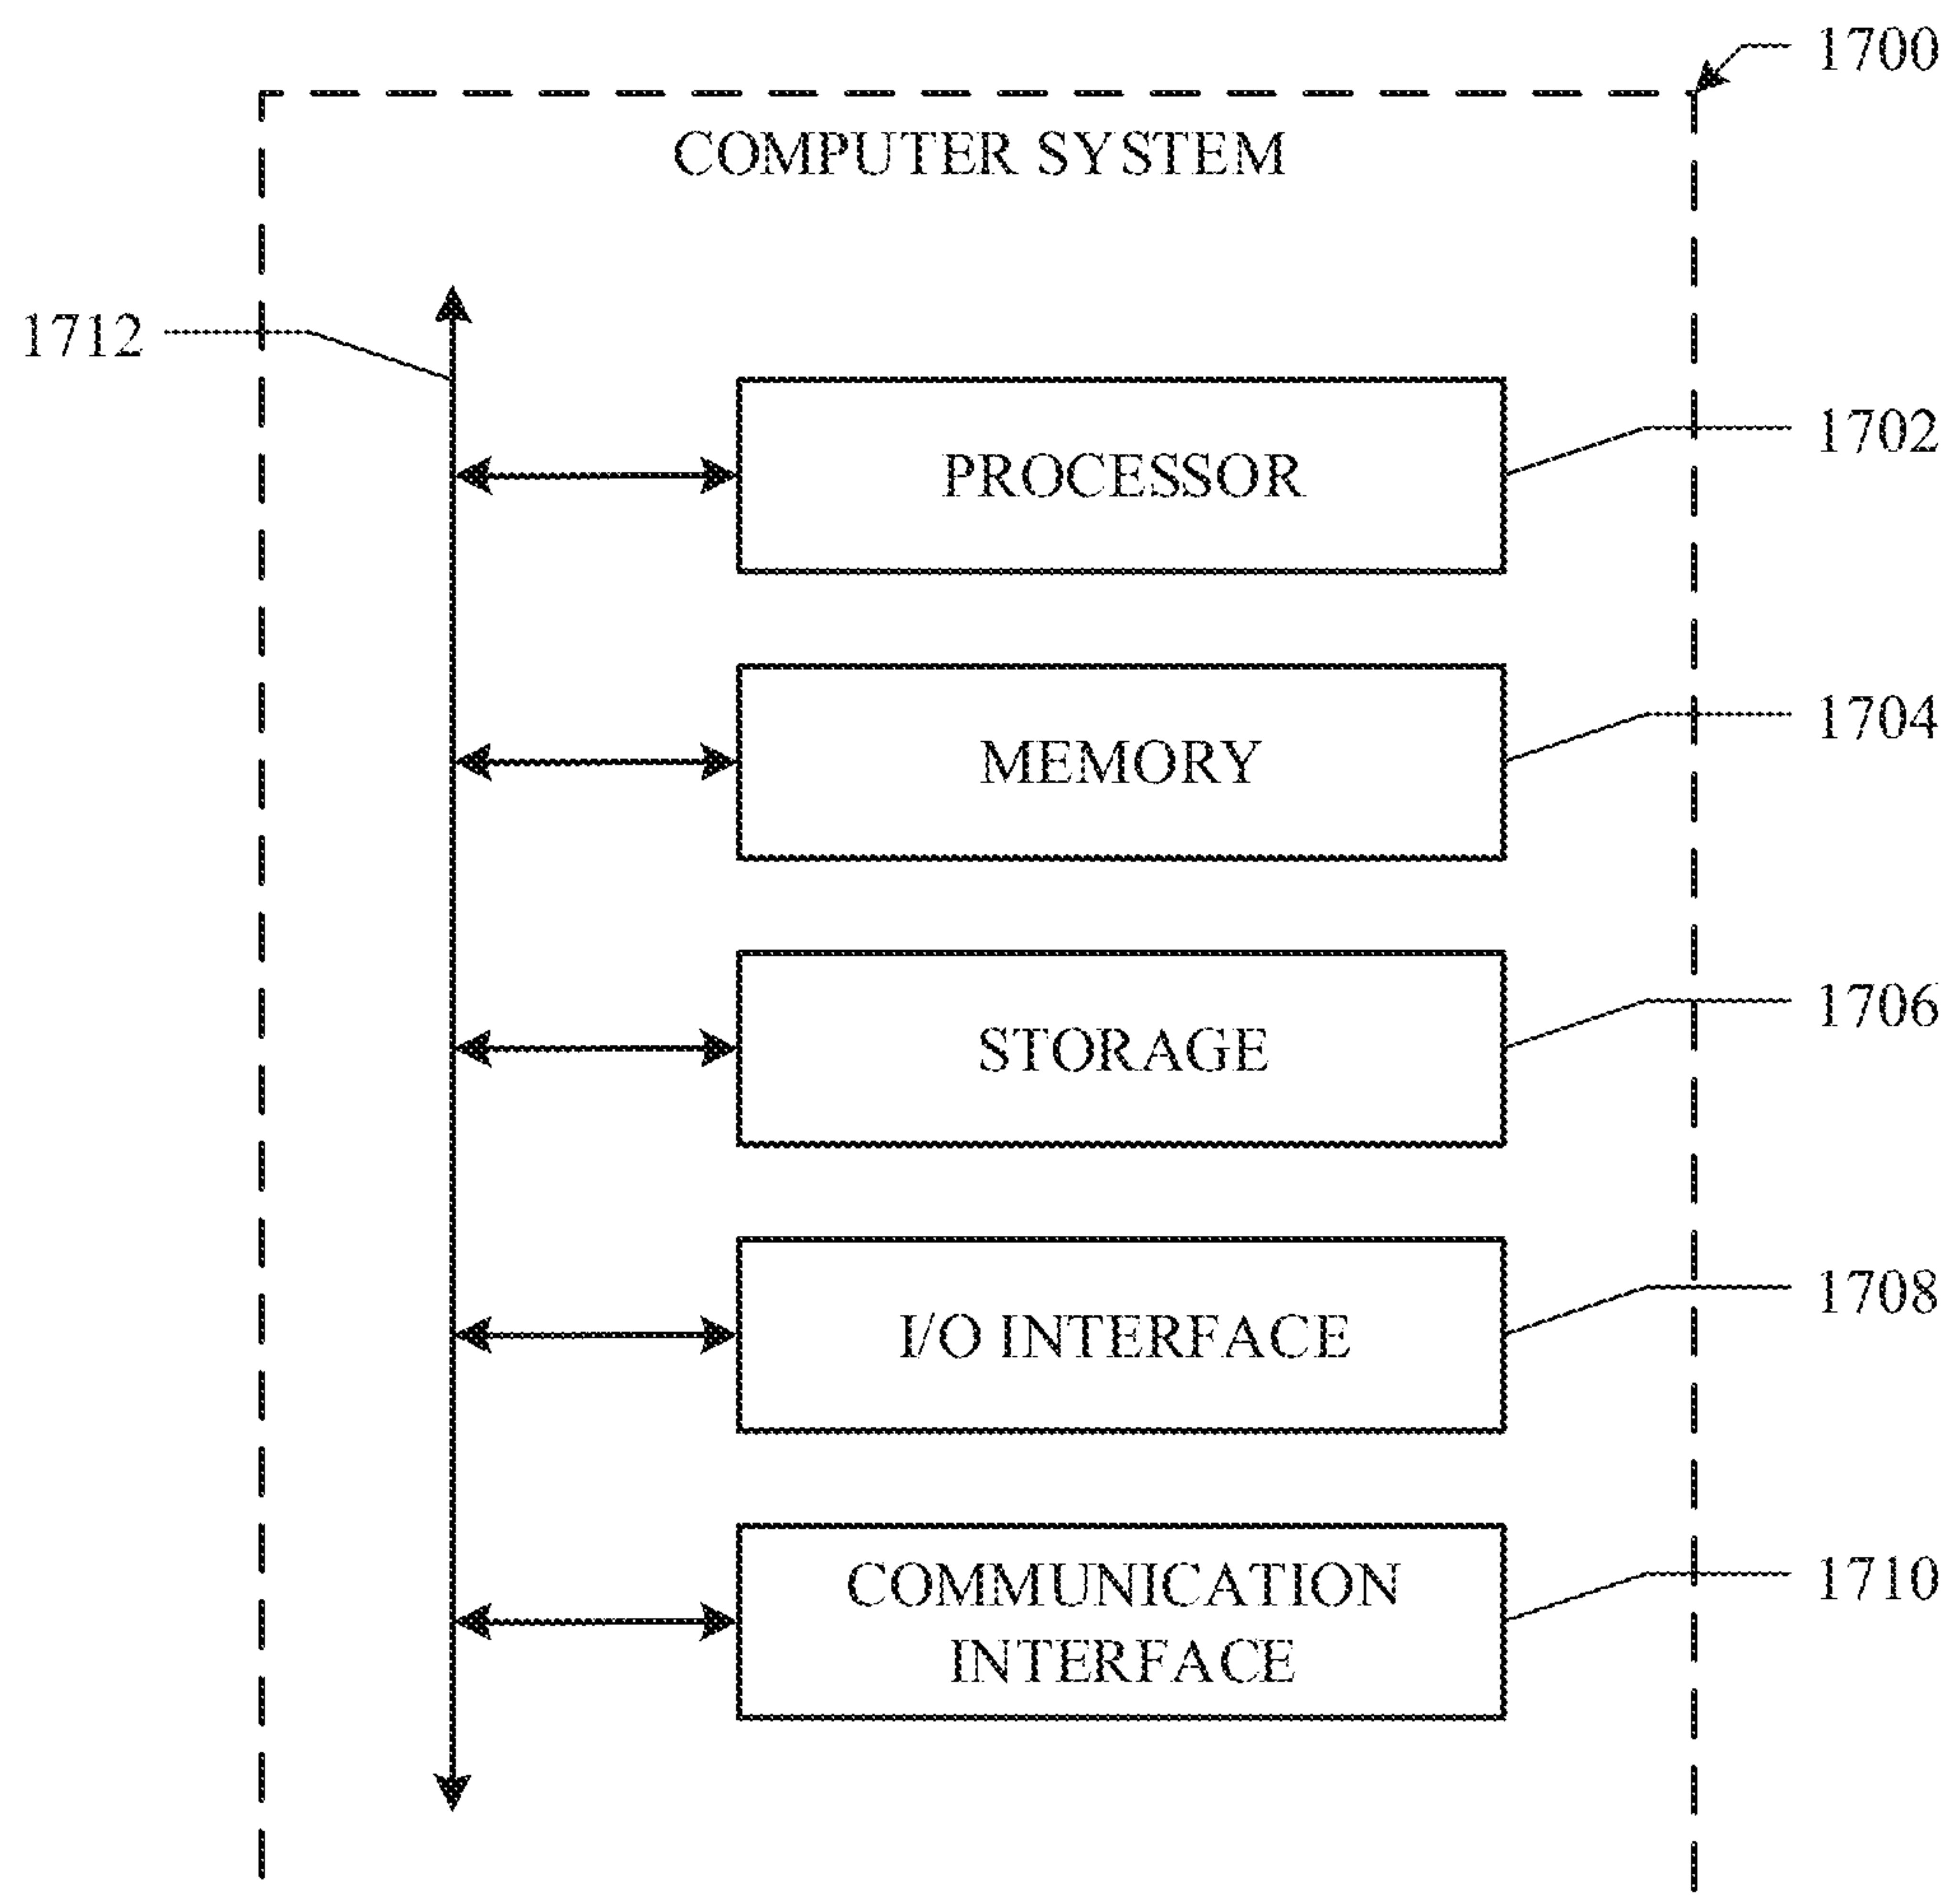 1700
COMPUTER SYSTEM
1712
1702
PROCESSOR
1704
MEMORY
1706
STORAGE
1708
I/O INTERFACE
1710
COMMUNICATION
INTERFACE